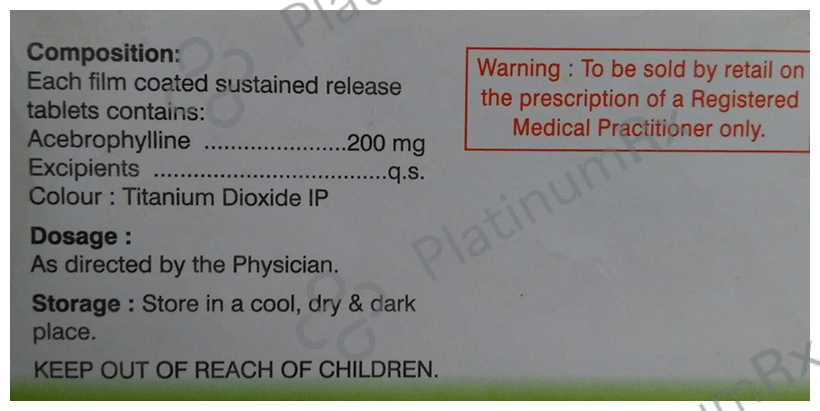 Composition:
Each film coated sustained release
tablets contains:
Acebrophylline .....................200 mg
Excipients ...................................q.s.
Colour : Titanium Dioxide IP
Dosage :
As directed by the Physician.
Storage : Store in a cool, dry & dark
place.
KEEP OUT OF REACH OF CHILDREN.
Warning : To be sold by retail on
the prescription of a Registered
Medical Practitioner only.
PlatinumRx